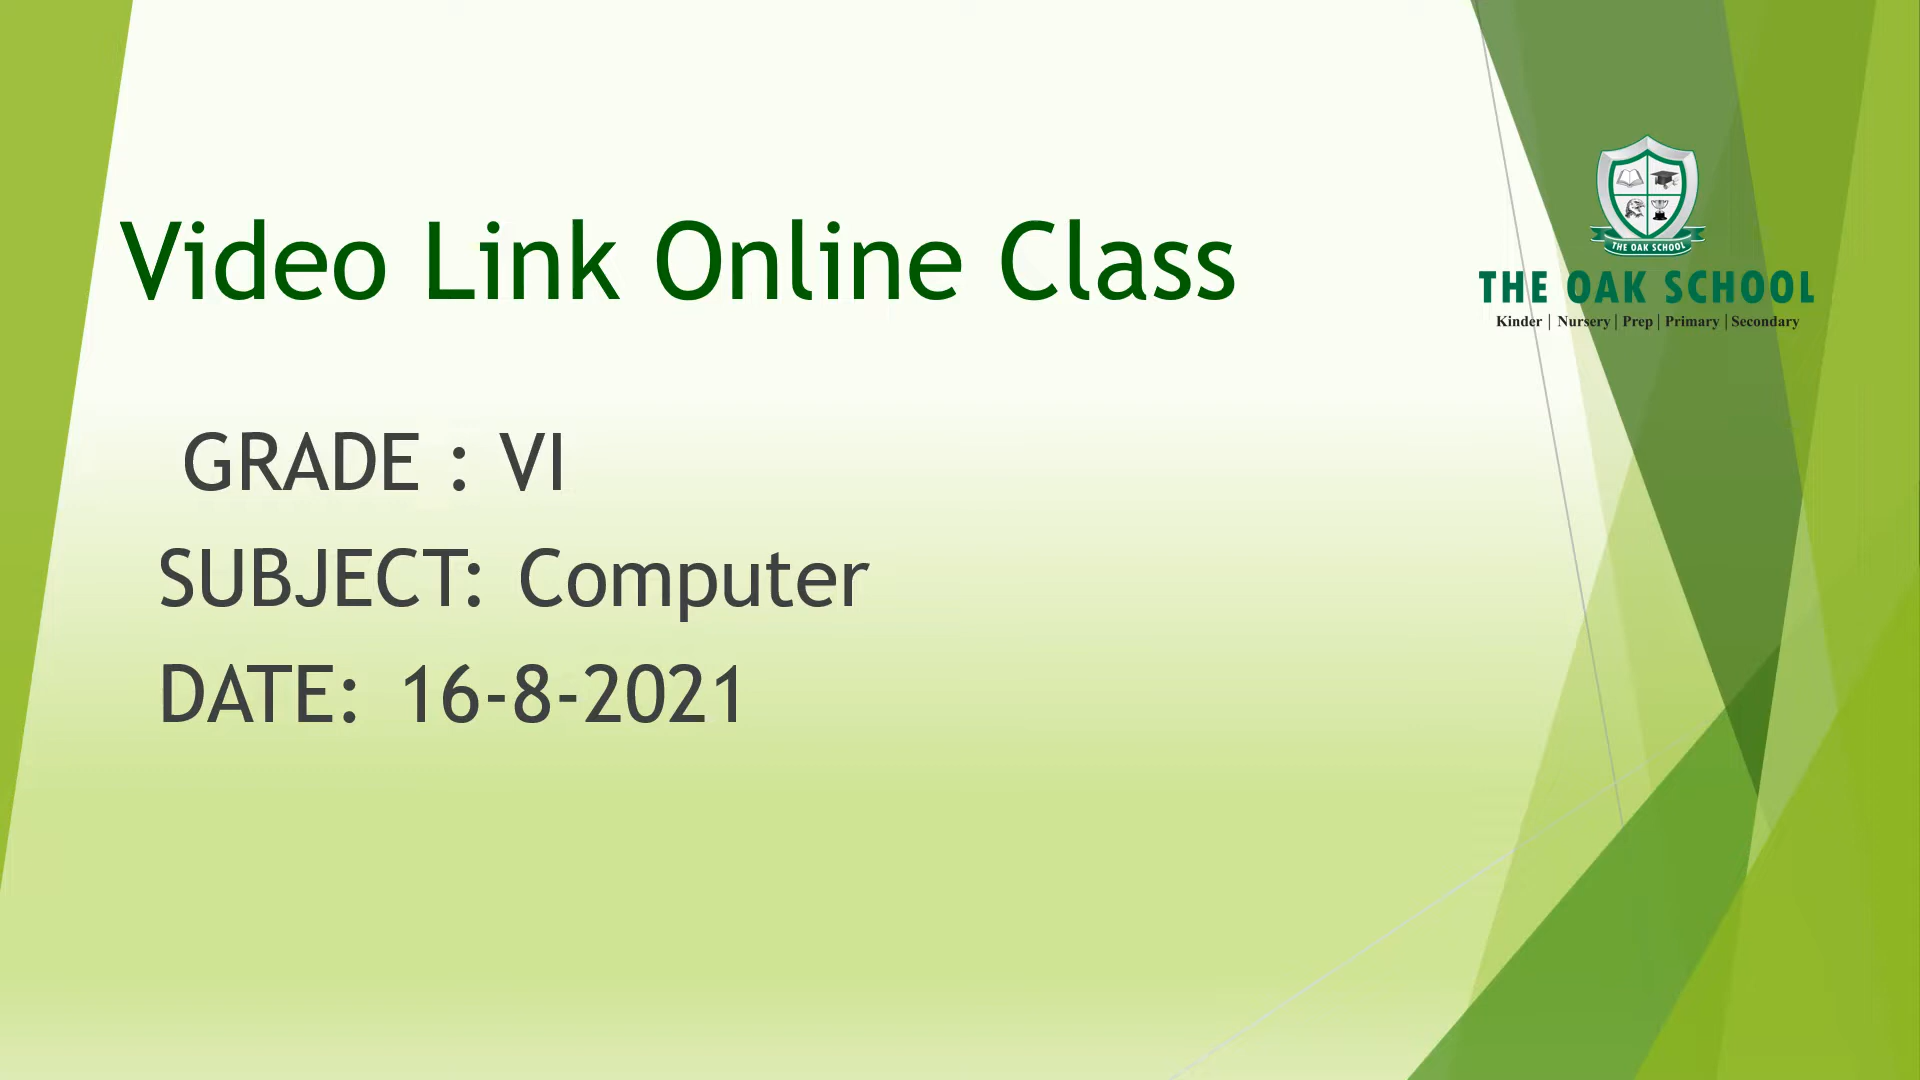 Video Link Online Class
THE OAK SCHOOL
THE OAK SCHOOL
Kinder | Nursery | Prep | Primary | Secondary
GRADE : VI
SUBJECT: Computer
DATE: 16-8-2021